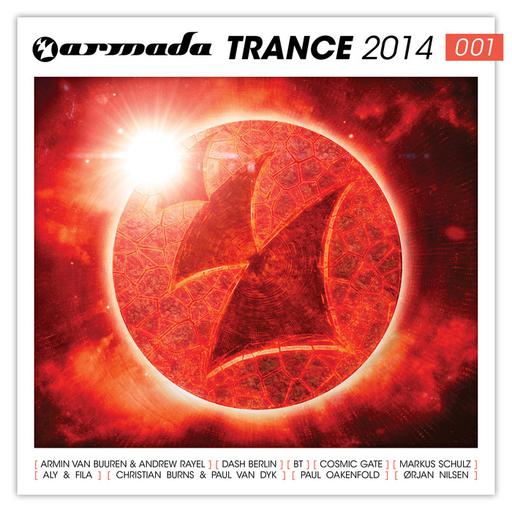 armada TRANCE 2014 001
[ ARMIN VAN BUUREN & ANDREW RAYEL ] [ DASH BERLIN ] [ BT ] [ COSMIC GATE ] [ MARKUS SCHULZ ]
[ ALY & FILA ] [ CHRISTIAN BURNS & PAUL VAN DYK ] [ PAUL OAKENFOLD ] [ ØRJAN NILSEN ]